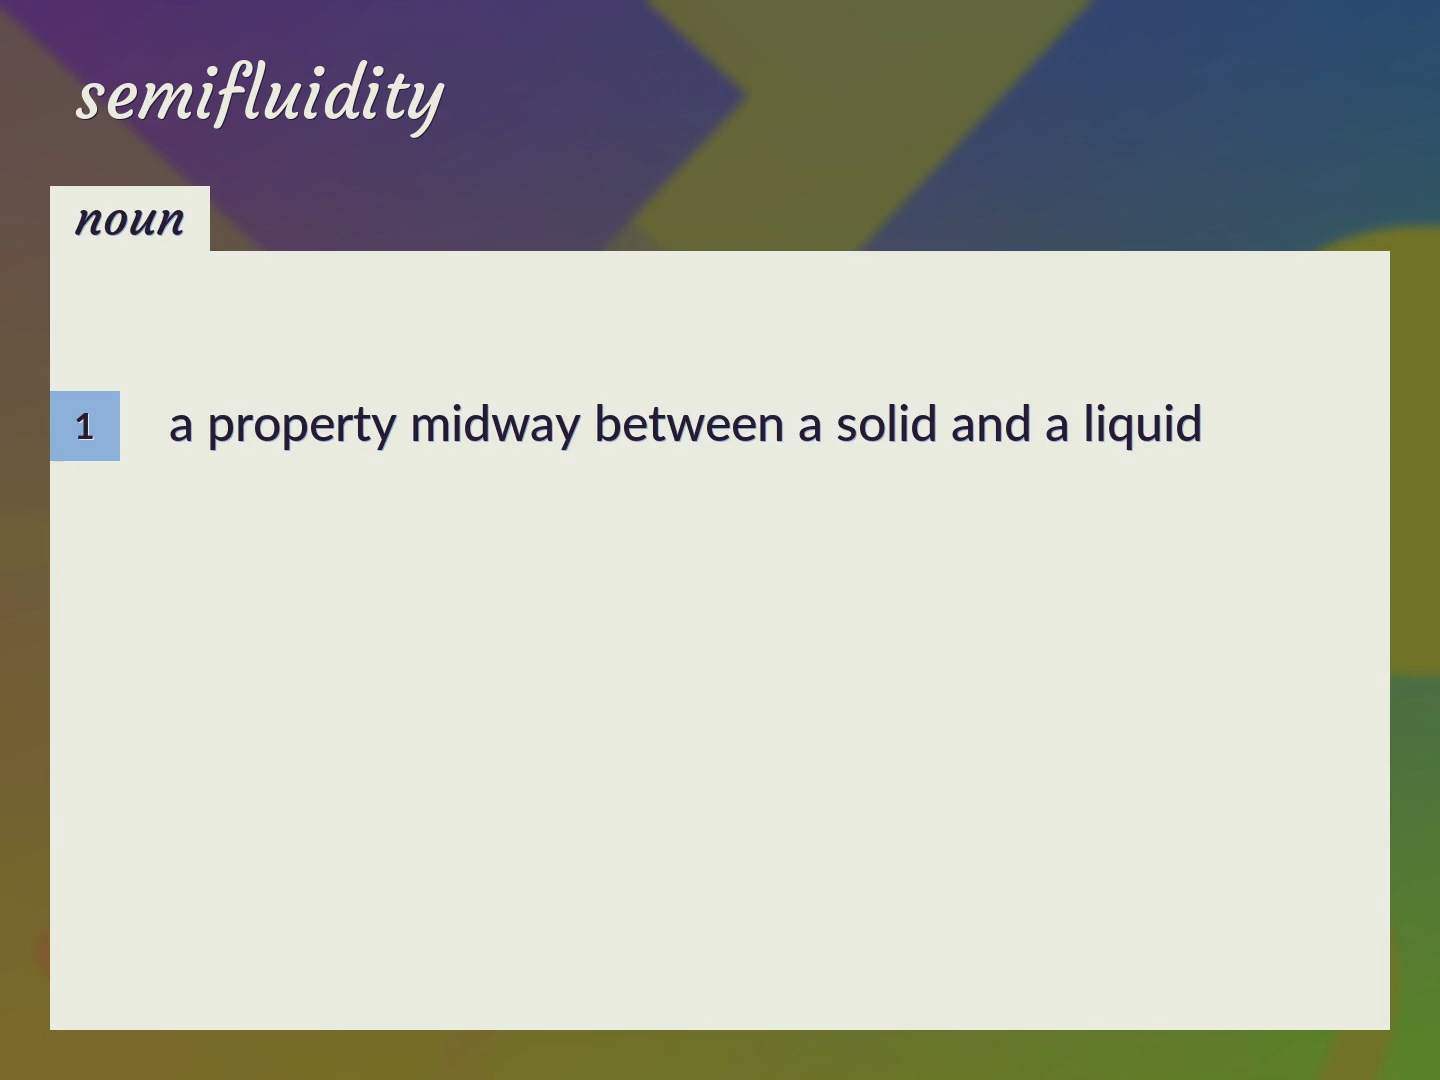 semifluidity
noun
1 a property midway between a solid and a liquid